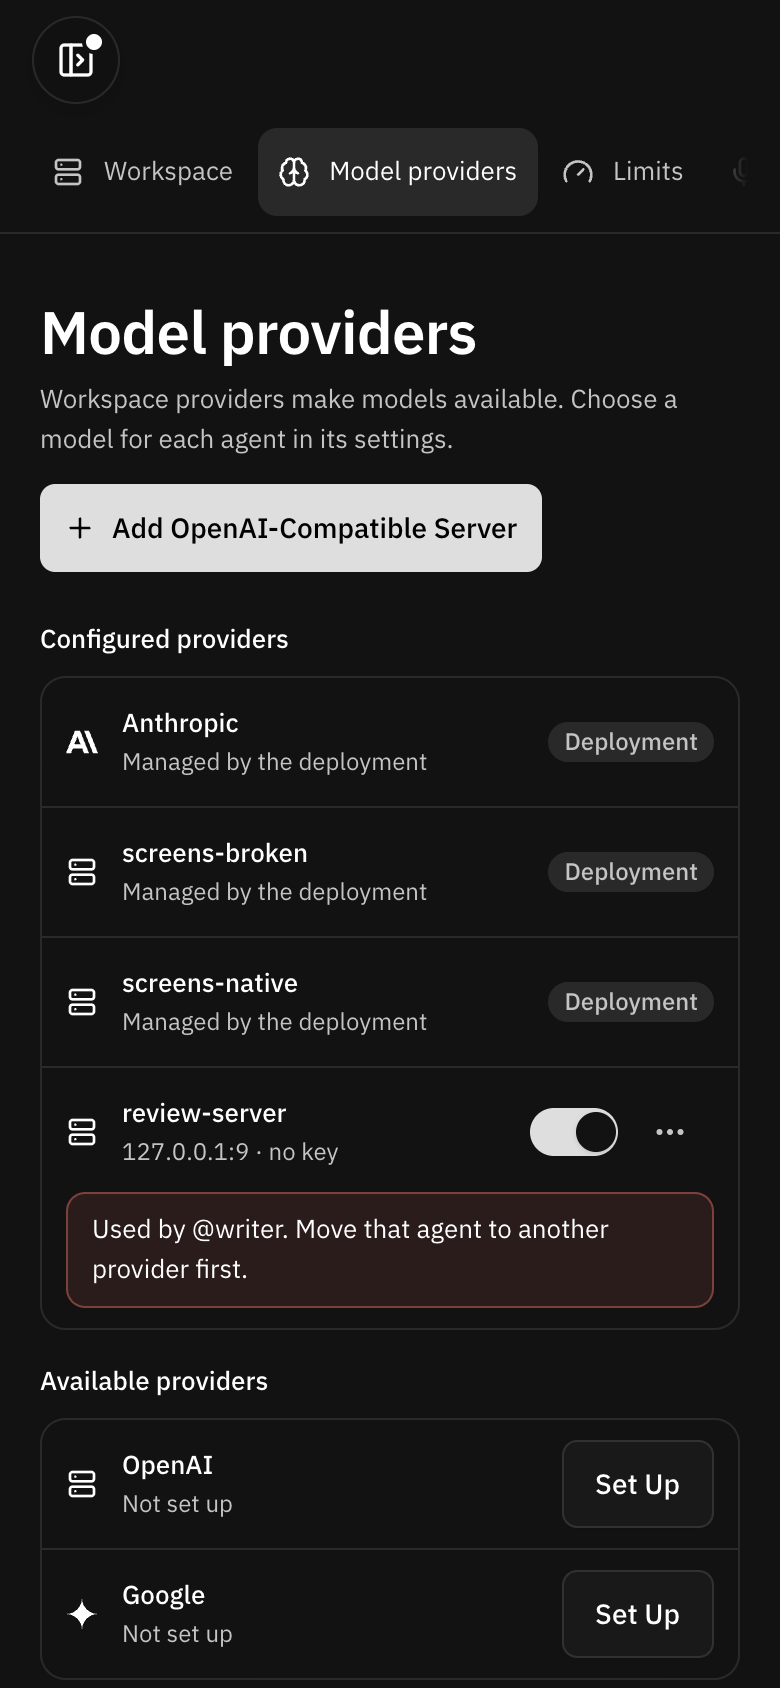 Workspace
Model providers
Limits
Model providers
Workspace providers make models available. Choose a
model for each agent in its settings.
Add OpenAI-Compatible Server
Configured providers
Anthropic
Managed by the deployment
Deployment
screens-broken
Managed by the deployment
Deployment
screens-native
Managed by the deployment
Deployment
review-server
127.0.0.1:9 · no key
Used by @writer. Move that agent to another
provider first.
Available providers
OpenAI
Not set up
Set Up
Google
Not set up
Set Up